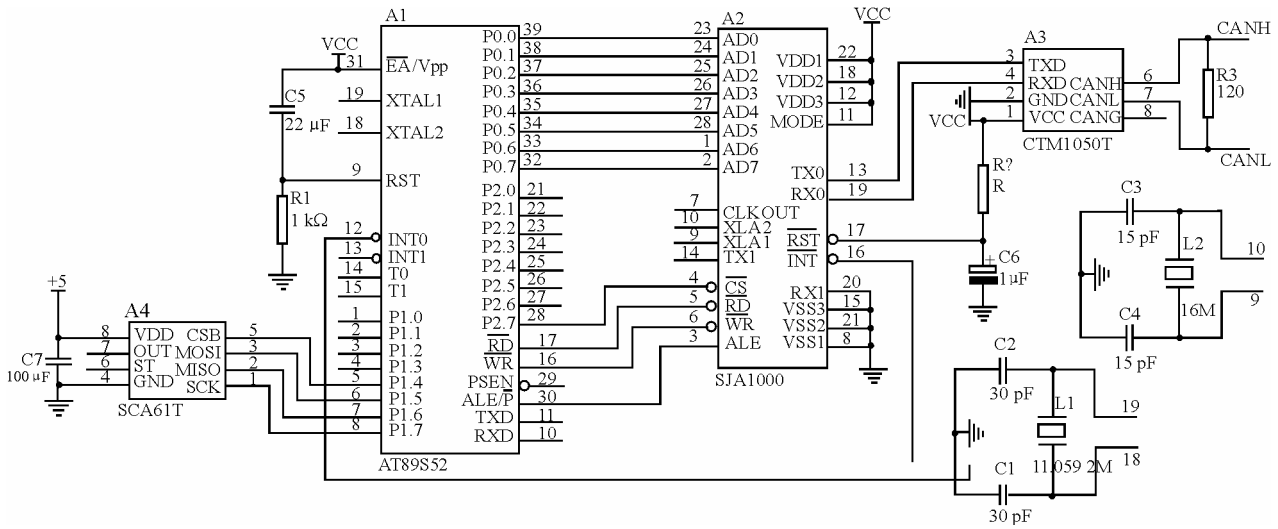 A1
A2
A3
VCC
VCC
CANH
CANL
31
EA/Vpp
19
XTAL1
18
XTAL2
9
RST
12
INT0
13
INT1
14
T0
15
T1
1
P1.0
2
P1.1
3
P1.2
4
P1.3
5
P1.4
6
P1.5
7
P1.6
8
P1.7
P0.0 39
P0.1 38
P0.2 37
P0.3 36
P0.4 35
P0.5 34
P0.6 33
P0.7 32
P2.0 21
P2.1 22
P2.2 23
P2.3 24
P2.4 25
P2.5 26
P2.6 27
P2.7 28
RD 17
WR 16
PSEN 29
ALE/P 30
TXD 11
RXD 10
AT89S52
C5
22 μF
R1
1 kΩ
+5
A4
8 VDD CSB 5
7 OUT MOSI 3
6 ST MISO 2
4 GND SCK 1
SCA61T
C7
100 μF
23 AD0
24 AD1
25 AD2
26 AD3
27 AD4
28 AD5
1 AD6
2 AD7
7 CLKOUT
10 XLA2
9 XLA1
14 TX1
4 CS
5 RD
6 WR
3 ALE
VDD1 22
VDD2 18
VDD3 12
MODE 11
TX0 13
RX0 19
RST 17
INT 16
RX1 20
VSS3 15
VSS2 21
VSS1 8
SJA1000
3 TXD
4 RXD CANH 6
2 GND CANL 7
VCC 1 VCC CANG 8
CTM1050T
R3
120
R?
R
C6
+
1μF
C3
15 pF
L2
16M
10
9
C4
15 pF
C2
30 pF
L1
11.059 2M
19
18
C1
30 pF